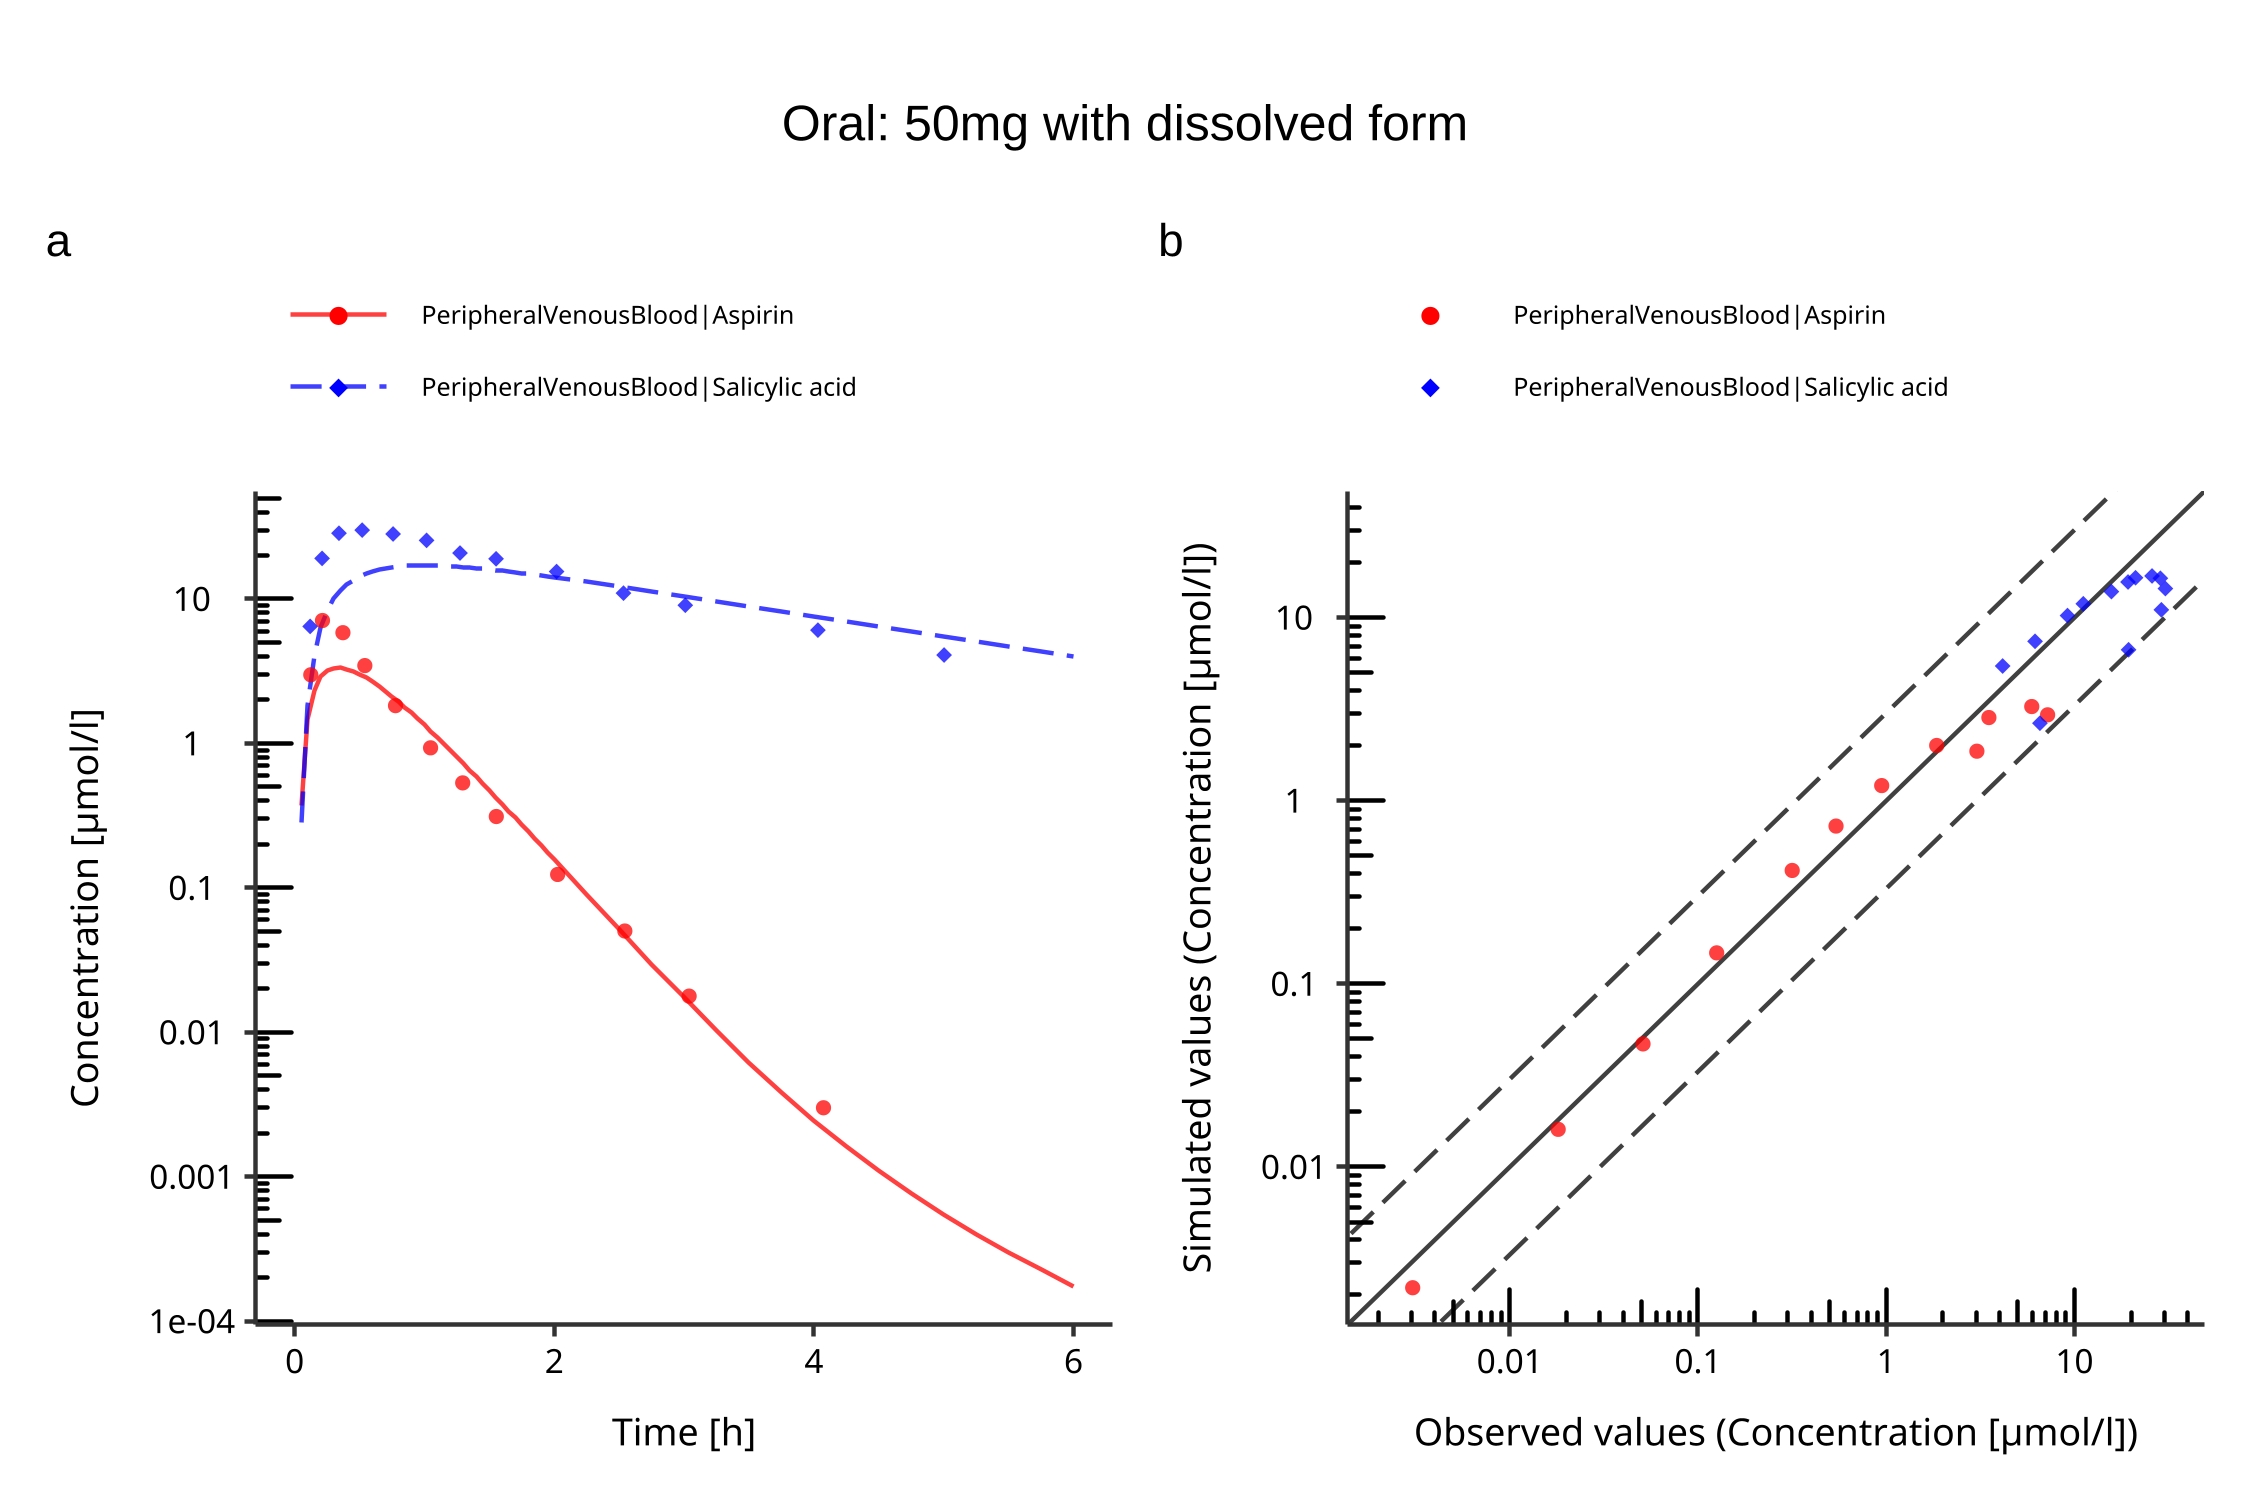 Oral: 50mg with dissolved form
a
PeripheralVenousBlood|Aspirin
PeripheralVenousBlood|Salicylic acid
Concentration [µmol/l]
10
1
0.1
0.01
0.001
1e-04
0
2
4
6
Time [h]
b
PeripheralVenousBlood|Aspirin
PeripheralVenousBlood|Salicylic acid
Simulated values (Concentration [µmol/l])
10
1
0.1
0.01
0.01
0.1
1
10
Observed values (Concentration [µmol/l])